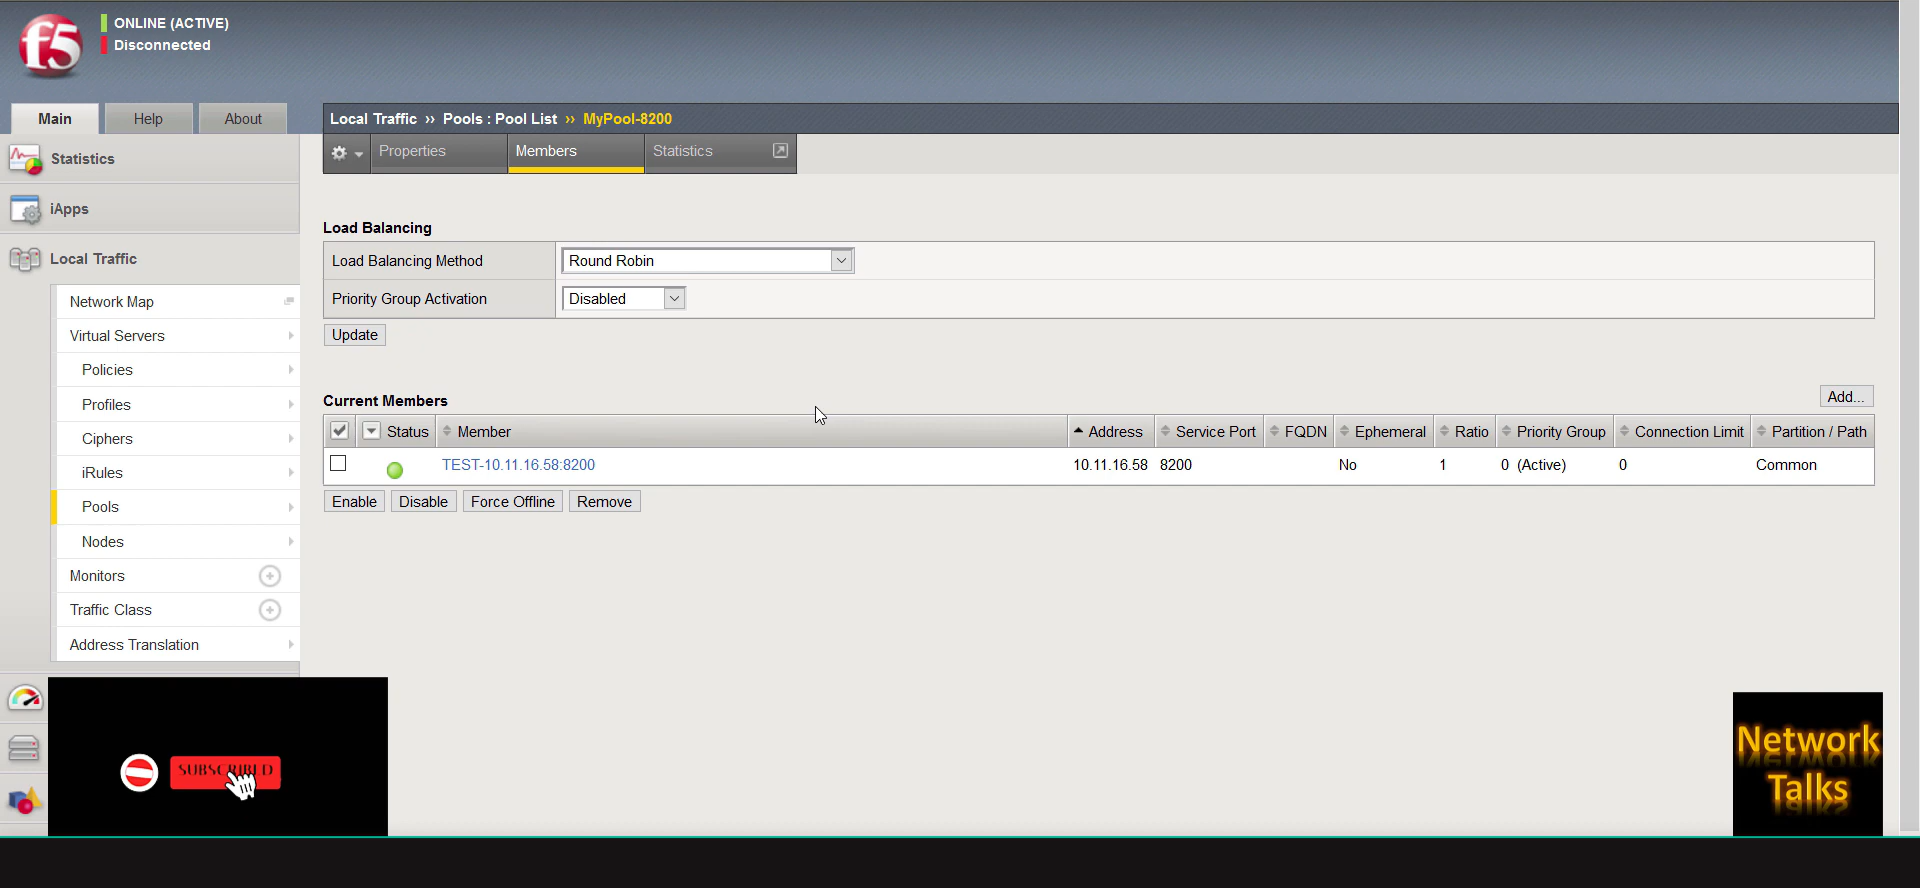 f5
ONLINE (ACTIVE)
Disconnected
Main
Help
About
Local Traffic ›› Pools : Pool List ›› MyPool-8200
Properties
Members
Statistics
Statistics
iApps
Local Traffic
Network Map
Virtual Servers
Policies
Profiles
Ciphers
iRules
Pools
Nodes
Monitors
Traffic Class
Address Translation
Load Balancing
Load Balancing Method
Round Robin
Priority Group Activation
Disabled
Update
Current Members
Add...
Status Member Address Service Port FQDN Ephemeral Ratio Priority Group Connection Limit Partition / Path
TEST-10.11.16.58:8200 10.11.16.58 8200 No 1 0 (Active) 0 Common
Enable Disable Force Offline Remove
SUBSCRIBED
Network
Talks